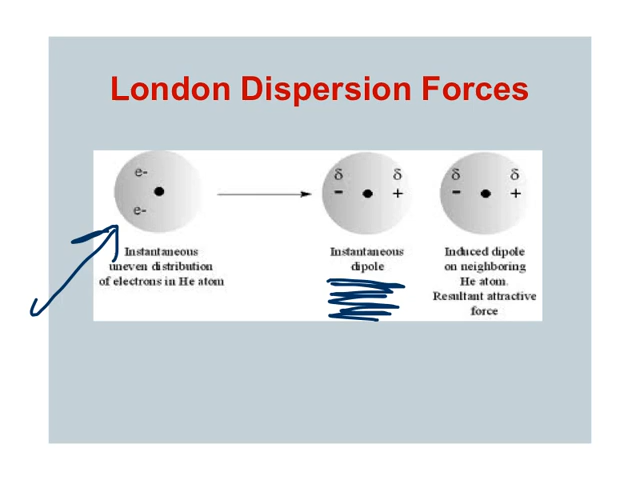 London Dispersion Forces
e-
e-
δ δ
- +
δ δ
- +
Instantaneous
uneven distribution
of electrons in He atom
Instantaneous
dipole
Induced dipole
on neighboring
He atom.
Resultant attractive
force